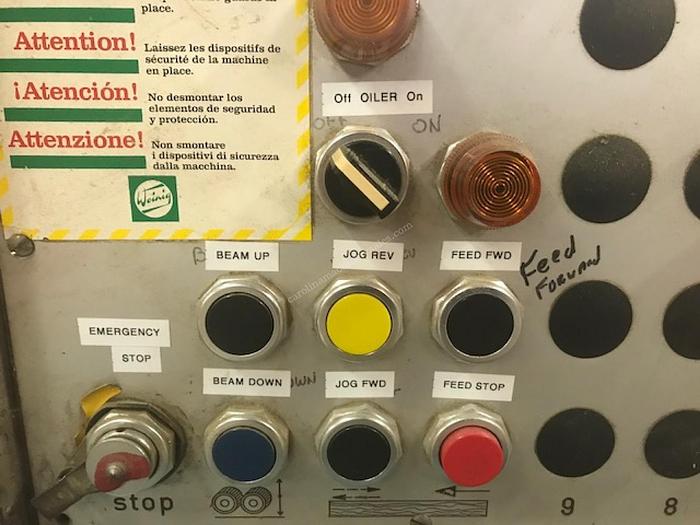 place.
Attention!
Laissez les dispositifs de
sécurité de la machine
en place.
¡Atención!
No desmontar los
elementos de seguridad
y protección.
Attenzione!
Non smontare
i dispositivi di sicurezza
dalla macchina.
Weinig
Off OILER On
ON
BEAM UP
JOG REV
FEED FWD
Feed
FORWARD
EMERGENCY
STOP
BEAM DOWN
JOG FWD
FEED STOP
stop
9
8